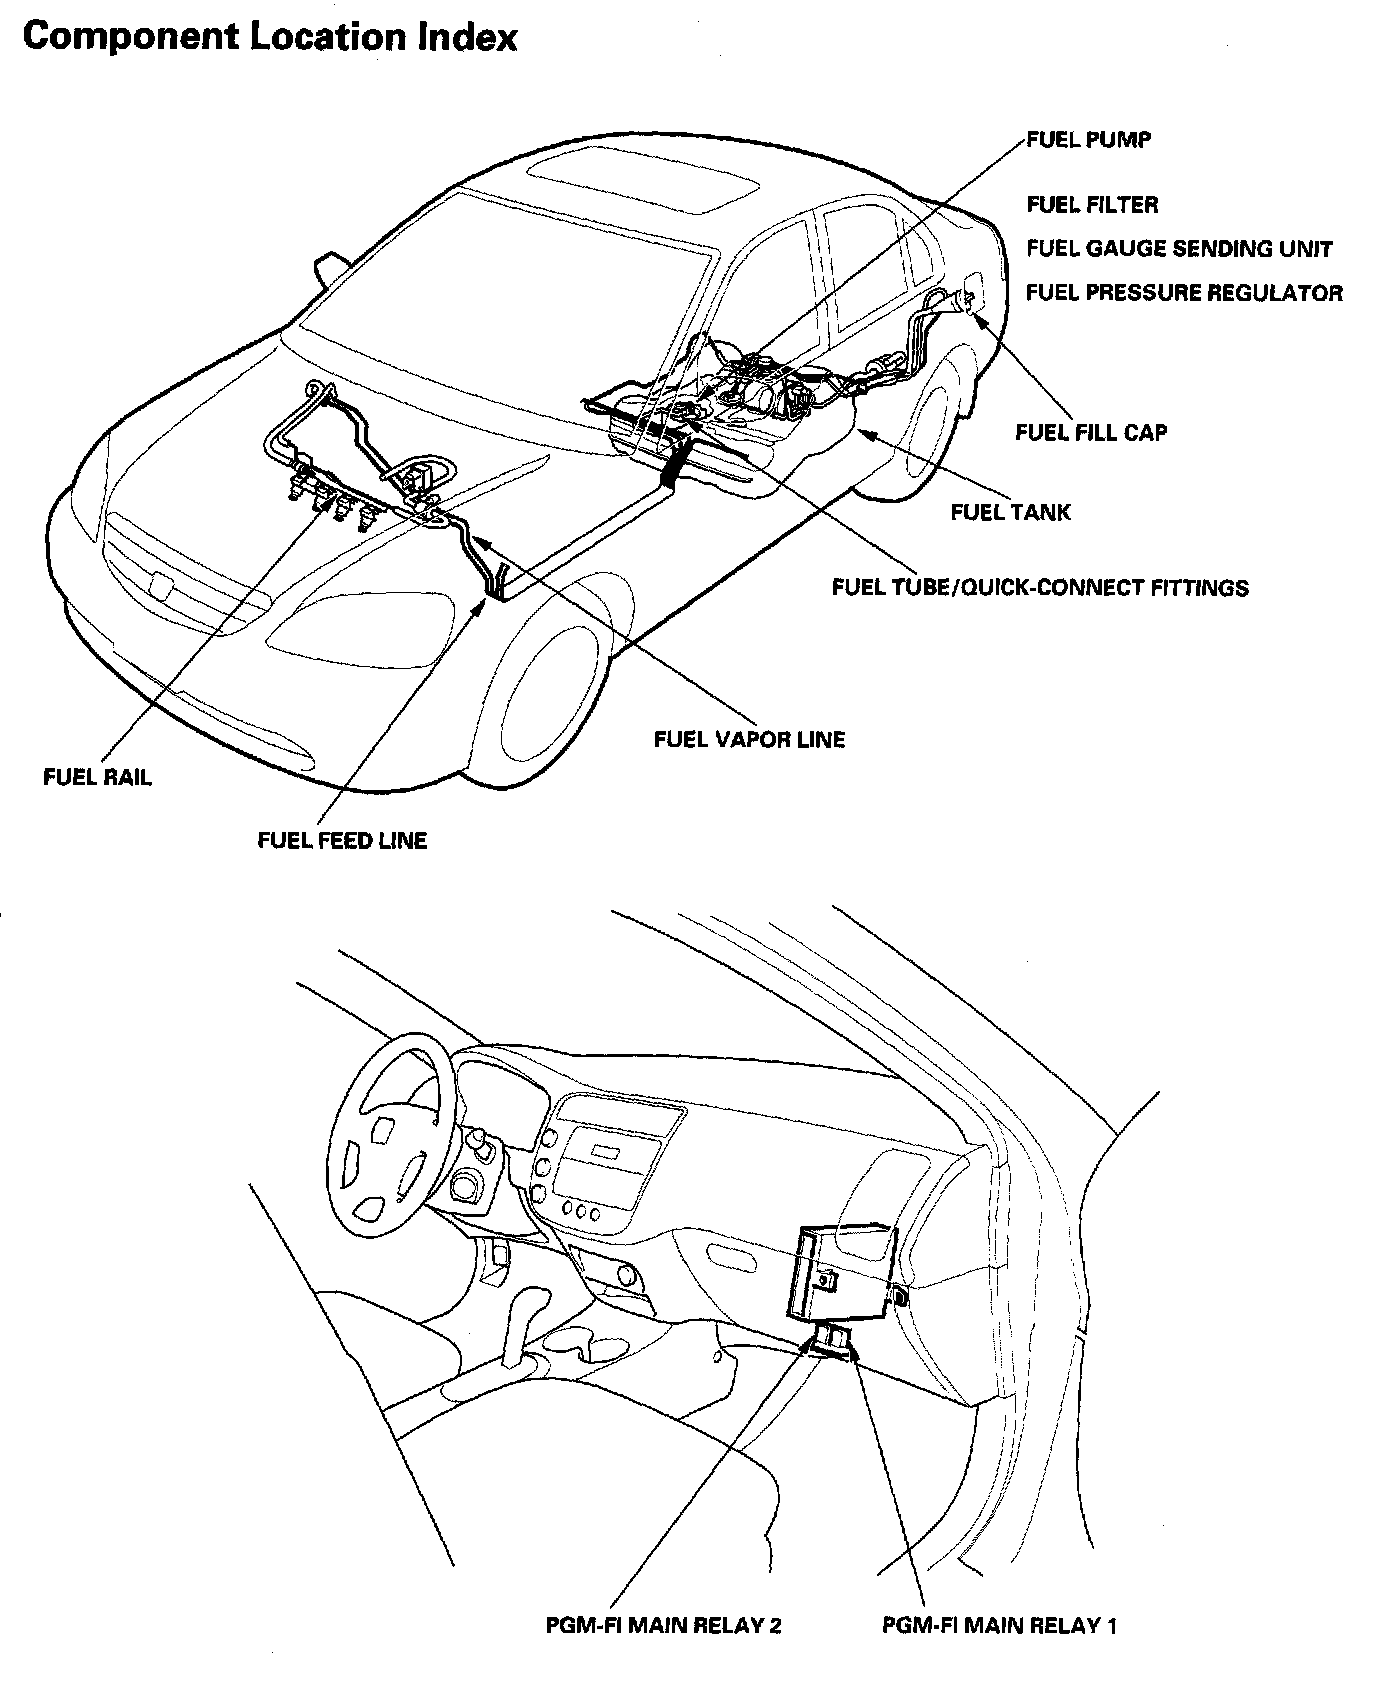 Component Location Index
FUEL PUMP
FUEL FILTER
FUEL GAUGE SENDING UNIT
FUEL PRESSURE REGULATOR
FUEL FILL CAP
FUEL TANK
FUEL TUBE/QUICK-CONNECT FITTINGS
FUEL VAPOR LINE
FUEL RAIL
FUEL FEED LINE
PGM-FI MAIN RELAY 2
PGM-FI MAIN RELAY 1